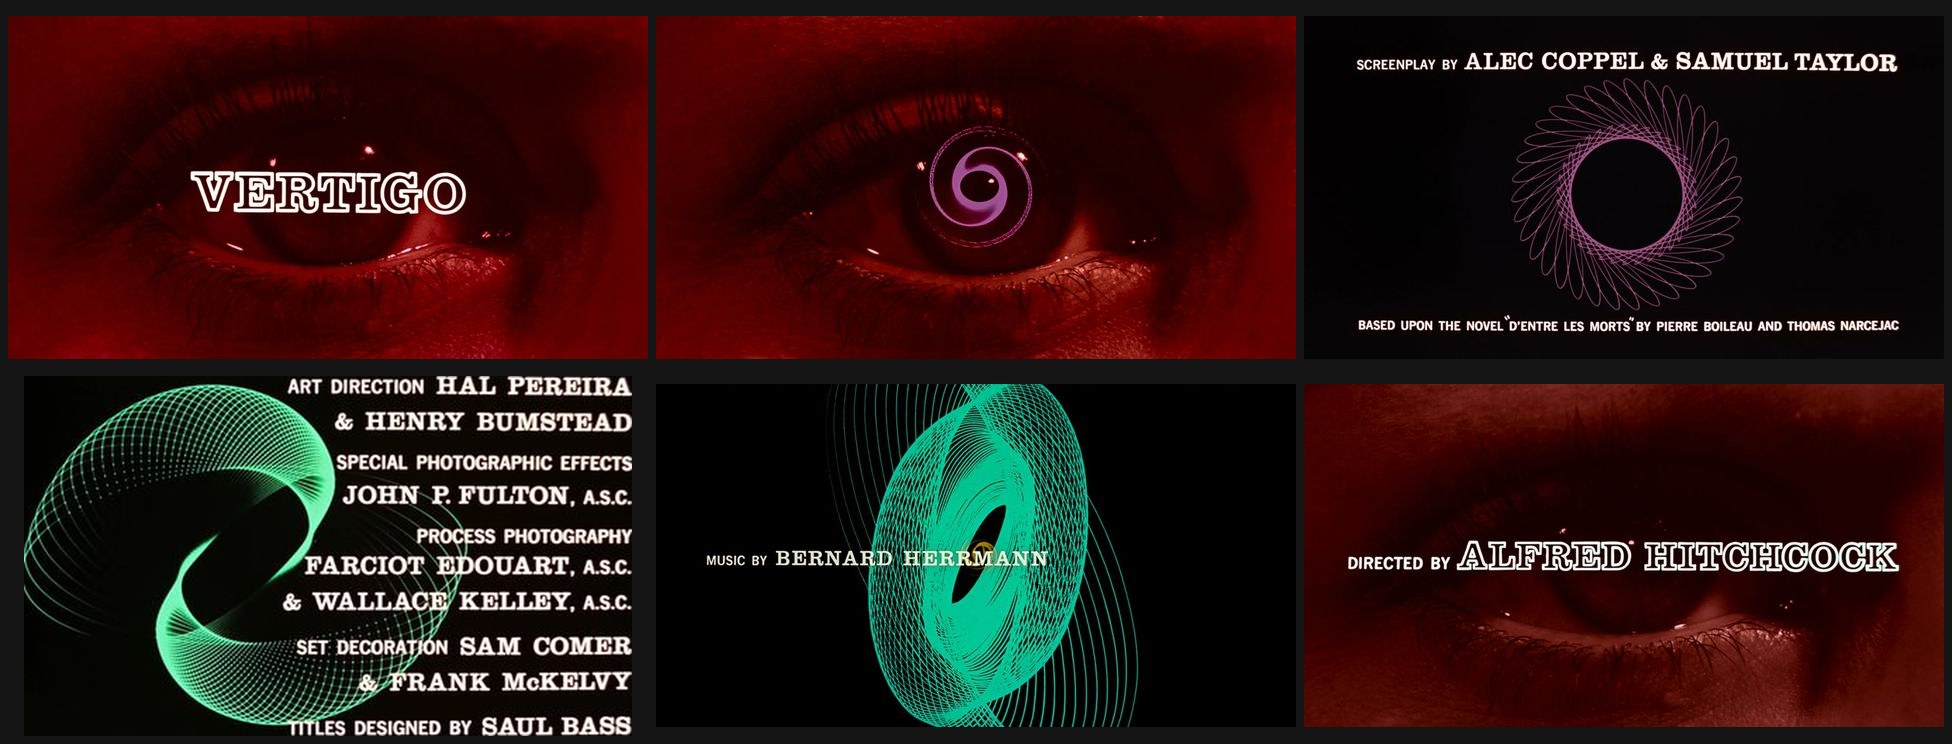 VERTIGO
SCREENPLAY BY ALEC COPPEL & SAMUEL TAYLOR
BASED UPON THE NOVEL "D'ENTRE LES MORTS" BY PIERRE BOILEAU AND THOMAS NARCEJAC
ART DIRECTION HAL PEREIRA
& HENRY BUMSTEAD
SPECIAL PHOTOGRAPHIC EFFECTS
JOHN P. FULTON, A.S.C.
PROCESS PHOTOGRAPHY
FARCIOT EDOUART, A.S.C.
& WALLACE KELLEY, A.S.C.
SET DECORATION SAM COMER
& FRANK McKELVY
TITLES DESIGNED BY SAUL BASS
MUSIC BY BERNARD HERRMANN
DIRECTED BY ALFRED HITCHCOCK